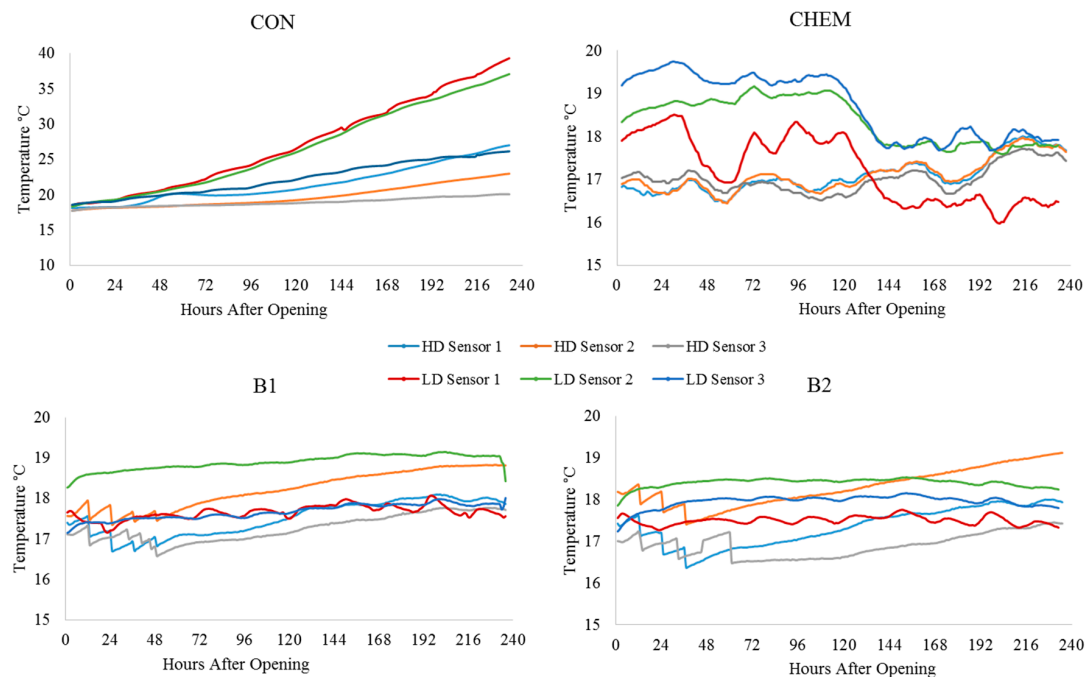 CON
40
35
30
25
20
15
10
Temperature °C
0 24 48 72 96 120 144 168 192 216 240
Hours After Opening
CHEM
20
19
18
17
16
15
Temperature °C
0 24 48 72 96 120 144 168 192 216 240
Hours After Opening
HD Sensor 1 HD Sensor 2 HD Sensor 3
LD Sensor 1 LD Sensor 2 LD Sensor 3
B1
20
19
18
17
16
15
Temperature °C
0 24 48 72 96 120 144 168 192 216 240
Hours After Opening
B2
20
19
18
17
16
15
Temperature °C
0 24 48 72 96 120 144 168 192 216 240
Hours After Opening